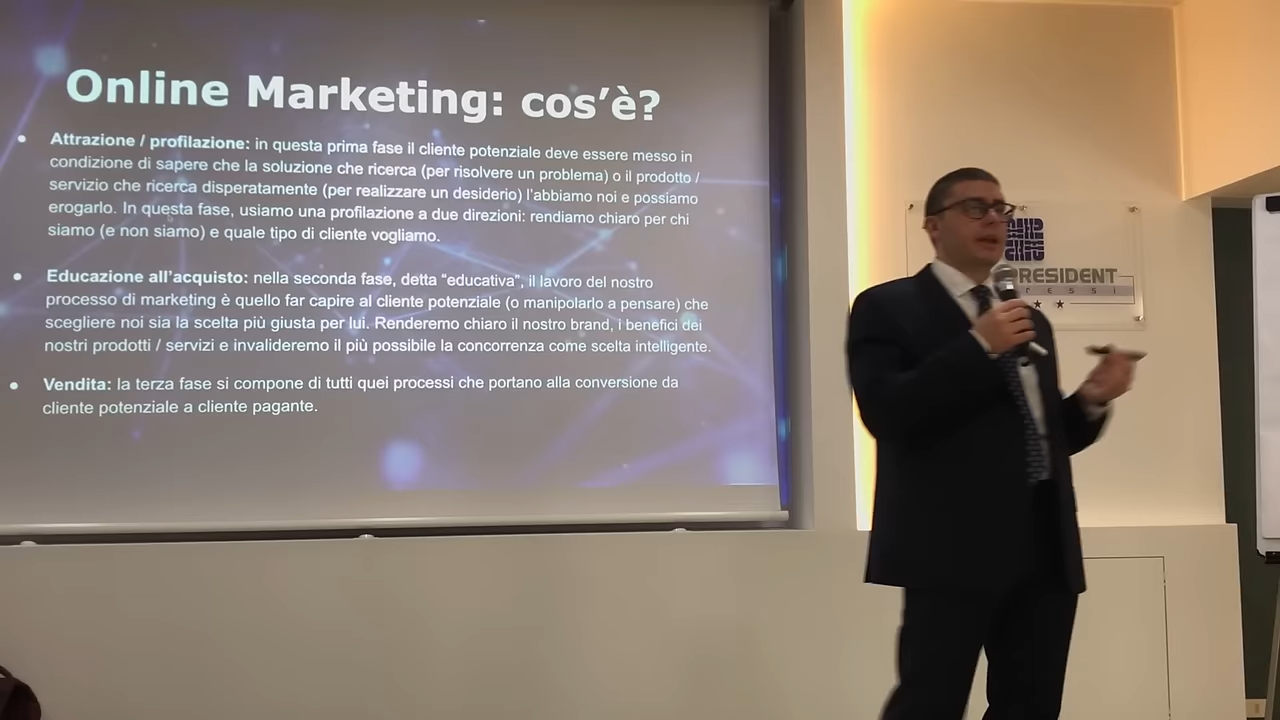 Online Marketing: cos’è?
• Attrazione / profilazione: in questa prima fase il cliente potenziale deve essere messo in
condizione di sapere che la soluzione che ricerca (per risolvere un problema) o il prodotto /
servizio che ricerca disperatamente (per realizzare un desiderio) l’abbiamo noi e possiamo
erogarlo. In questa fase, usiamo una profilazione a due direzioni: rendiamo chiaro per chi
siamo (e non siamo) e quale tipo di cliente vogliamo.
• Educazione all’acquisto: nella seconda fase, detta “educativa”, il lavoro del nostro
processo di marketing è quello far capire al cliente potenziale (o manipolarlo a pensare) che
scegliere noi sia la scelta più giusta per lui. Renderemo chiaro il nostro brand, i benefici dei
nostri prodotti / servizi e invalideremo il più possibile la concorrenza come scelta intelligente.
• Vendita: la terza fase si compone di tutti quei processi che portano alla conversione da
cliente potenziale a cliente pagante.
PRESIDENT